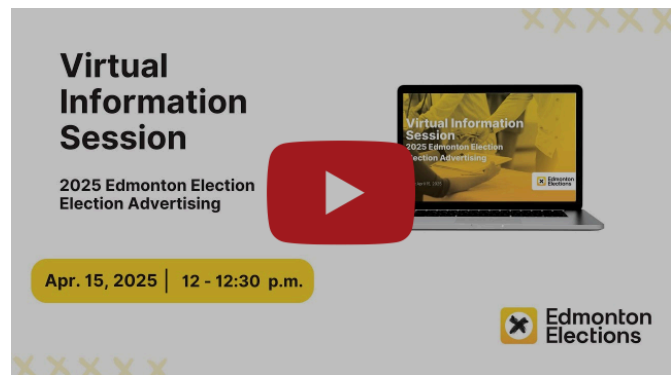 Virtual
Information
Session
2025 Edmonton Election
Election Advertising
Apr. 15, 2025 | 12 - 12:30 p.m.
Virtual Information
Session
2025 Edmonton Election
Election Advertising
Edmonton
Elections
Edmonton
Elections